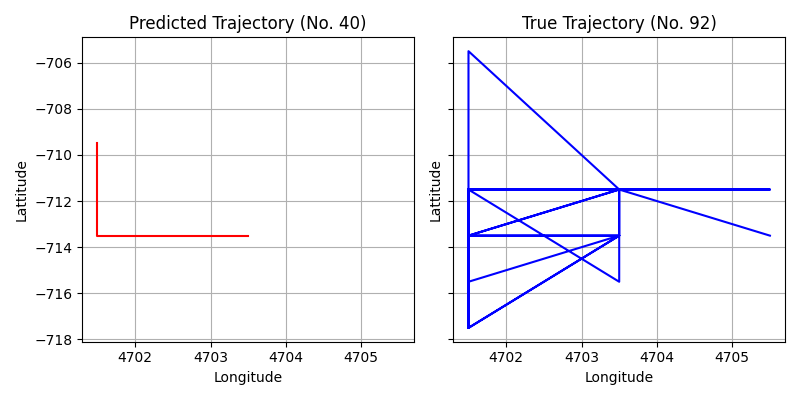 Predicted Trajectory (No. 40)
True Trajectory (No. 92)
−706
−708
−710
−712
−714
−716
−718
Lattitude
Lattitude
4702
4703
4704
4705
4702
4703
4704
4705
Longitude
Longitude